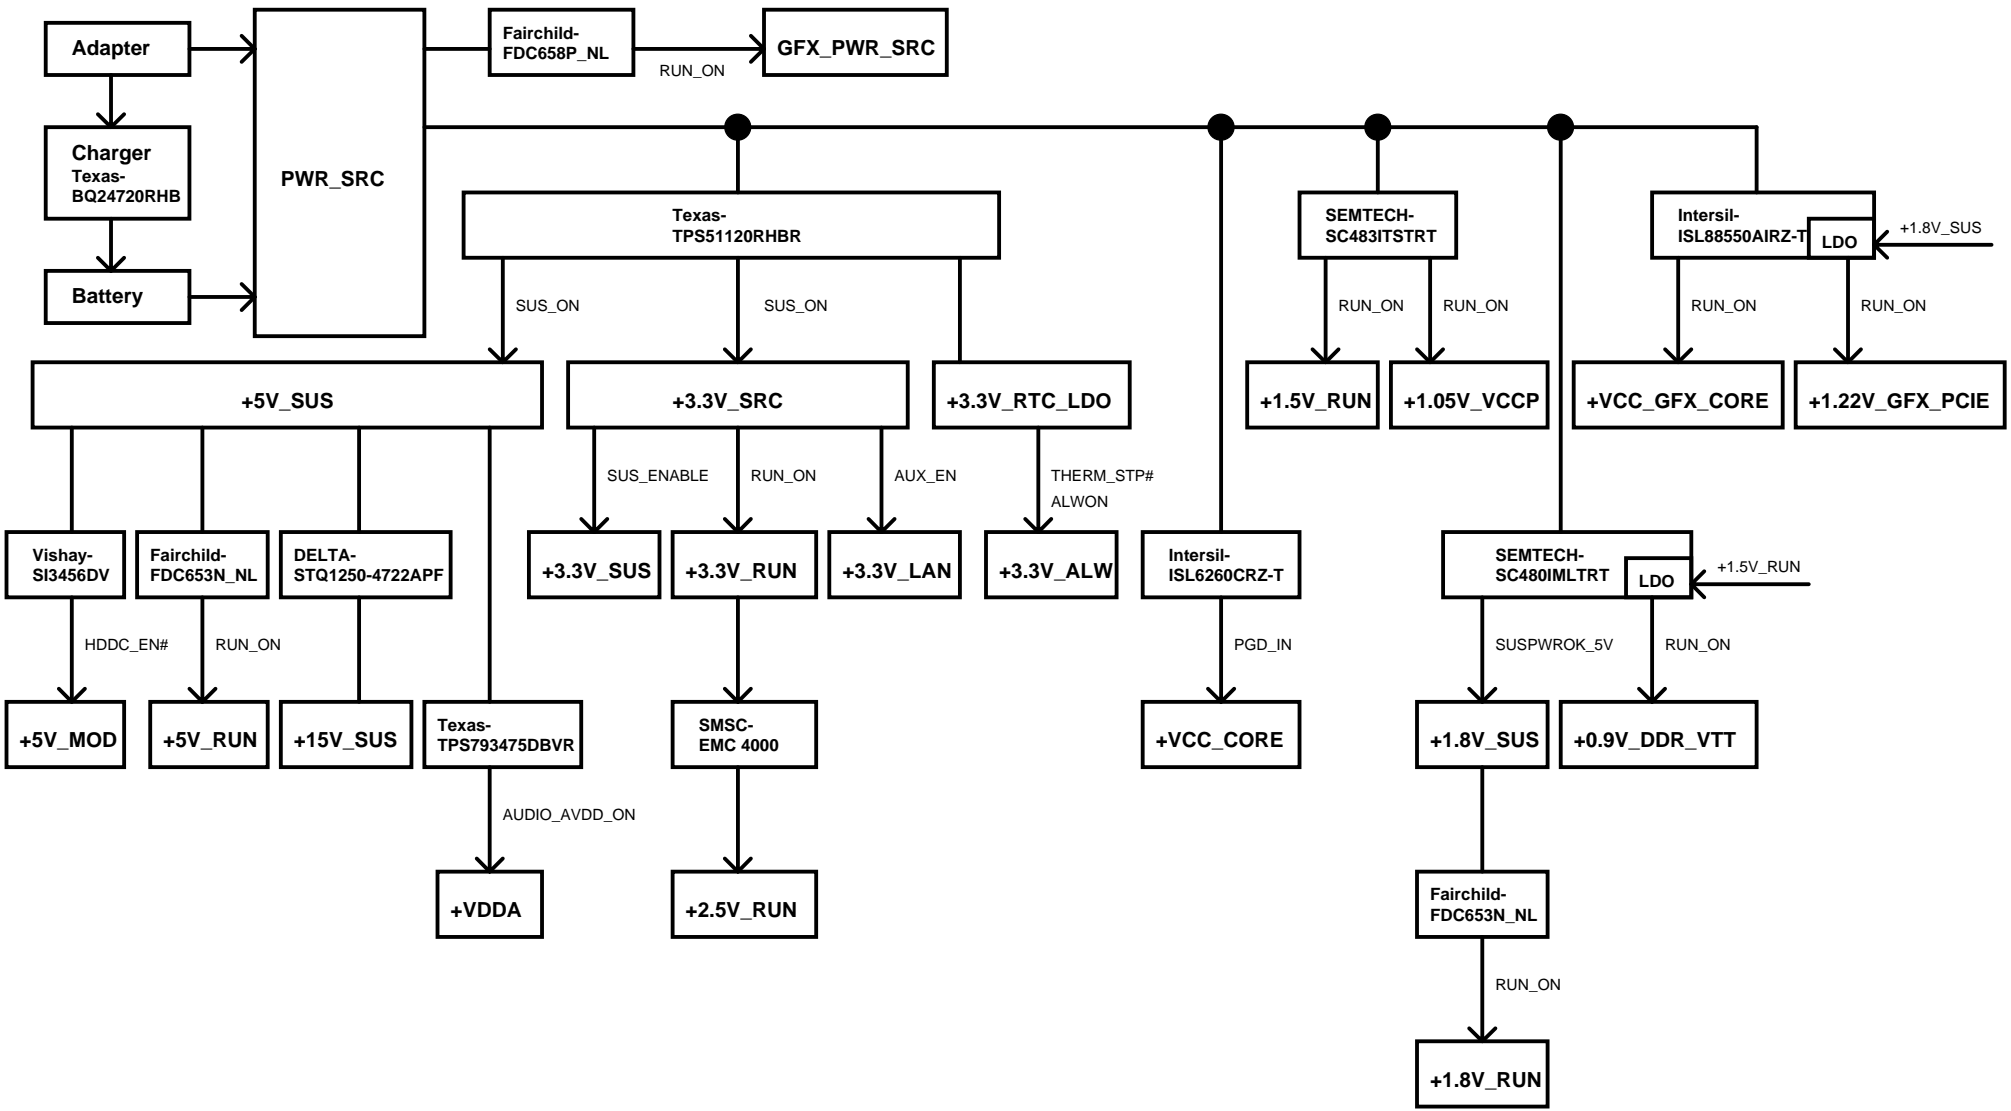 Adapter
Fairchild-
FDC658P_NL
RUN_ON
GFX_PWR_SRC
Charger
Texas-
BQ24720RHB
PWR_SRC
Battery
Texas-
TPS51120RHBR
SEMTECH-
SC483ITSTRT
Intersil-
ISL88550AIRZ-T
LDO
+1.8V_SUS
SUS_ON
SUS_ON
RUN_ON
RUN_ON
RUN_ON
RUN_ON
+5V_SUS
+3.3V_SRC
+3.3V_RTC_LDO
+1.5V_RUN
+1.05V_VCCP
+VCC_GFX_CORE
+1.22V_GFX_PCIE
SUS_ENABLE
RUN_ON
AUX_EN
THERM_STP#
ALWON
Vishay-
SI3456DV
Fairchild-
FDC653N_NL
DELTA-
STQ1250-4722APF
+3.3V_SUS
+3.3V_RUN
+3.3V_LAN
+3.3V_ALW
Intersil-
ISL6260CRZ-T
SEMTECH-
SC480IMLTRT
LDO
+1.5V_RUN
HDDC_EN#
RUN_ON
PGD_IN
SUSPWROK_5V
RUN_ON
+5V_MOD
+5V_RUN
+15V_SUS
Texas-
TPS793475DBVR
SMSC-
EMC 4000
+VCC_CORE
+1.8V_SUS
+0.9V_DDR_VTT
AUDIO_AVDD_ON
+VDDA
+2.5V_RUN
Fairchild-
FDC653N_NL
RUN_ON
+1.8V_RUN